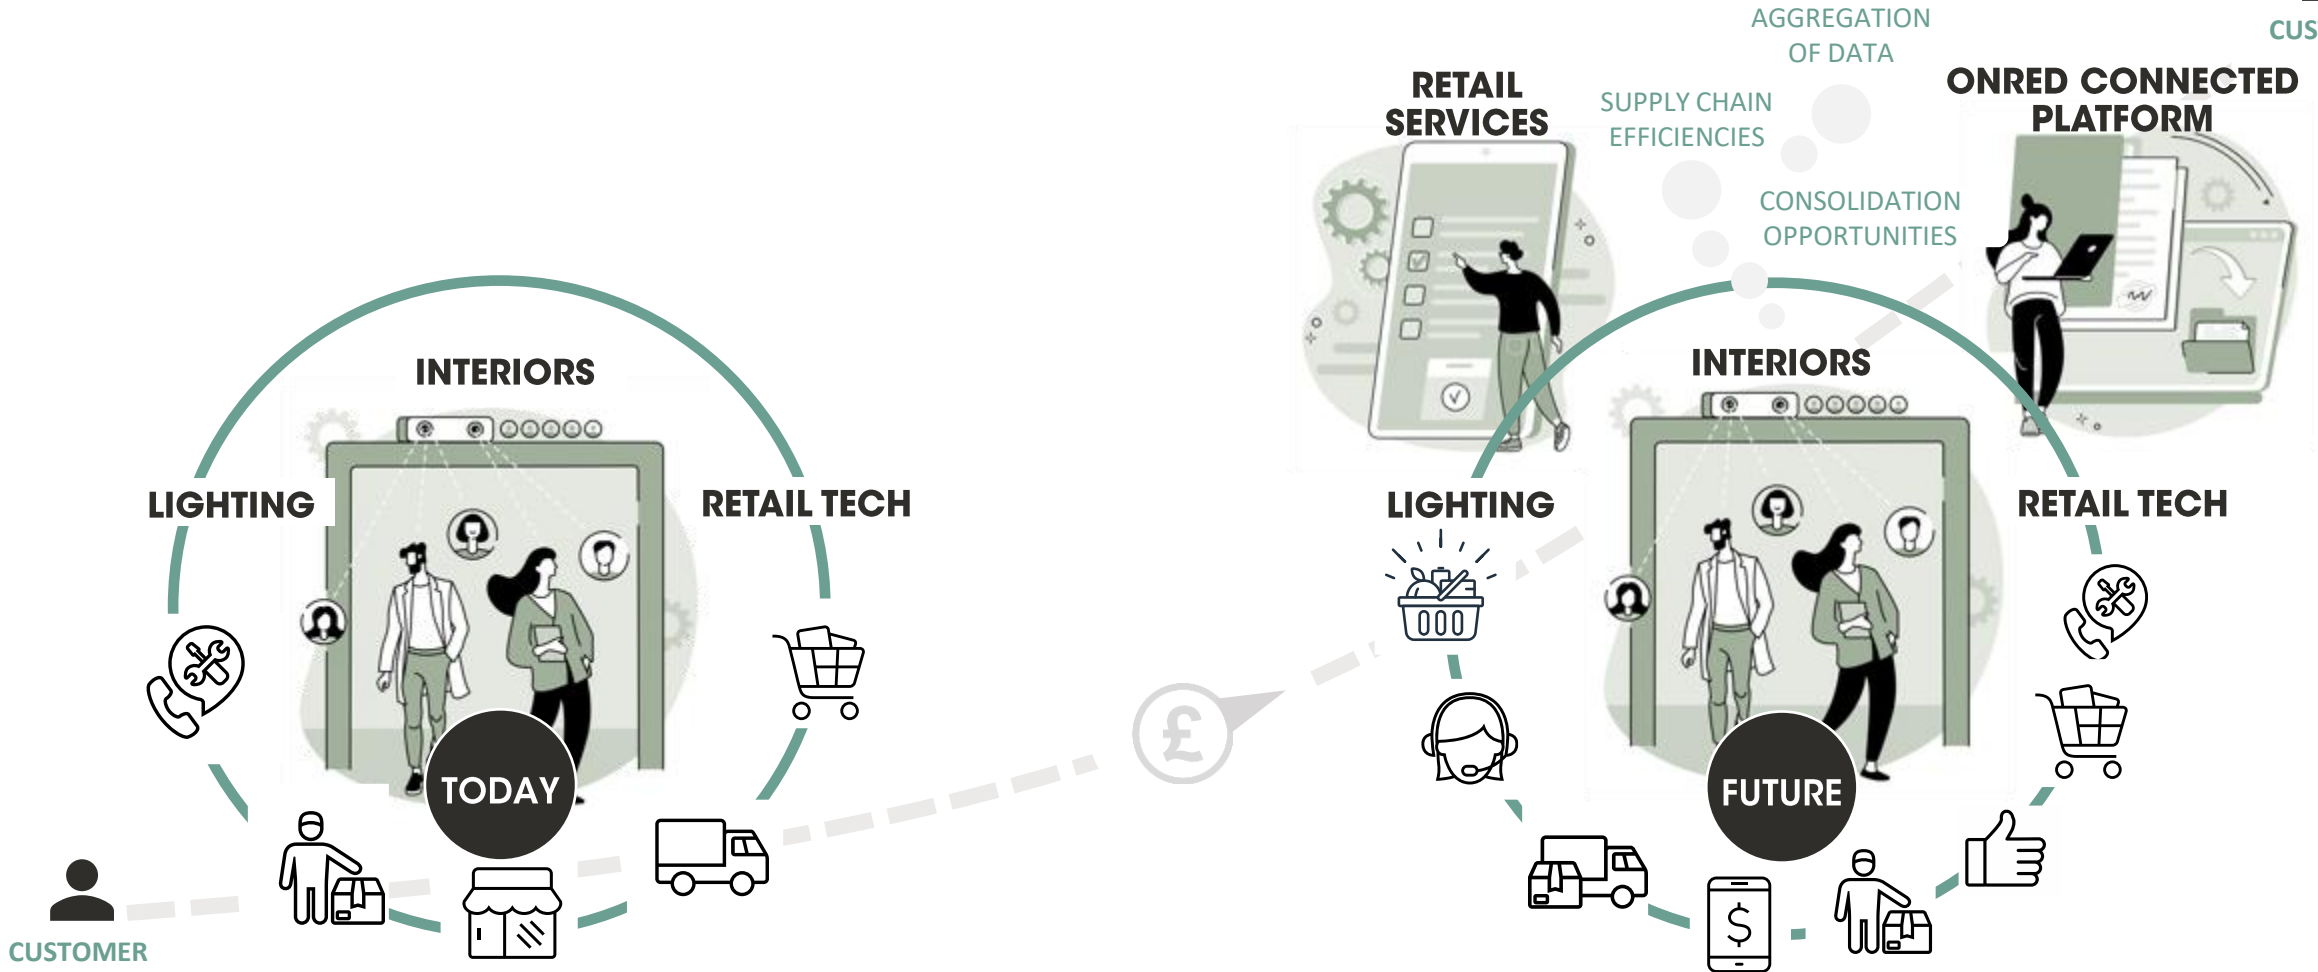 AGGREGATION
OF DATA
CUS
RETAIL
SERVICES
SUPPLY CHAIN
EFFICIENCIES
ONRED CONNECTED
PLATFORM
CONSOLIDATION
OPPORTUNITIES
INTERIORS
LIGHTING
RETAIL TECH
TODAY
CUSTOMER
£
INTERIORS
LIGHTING
RETAIL TECH
FUTURE
$